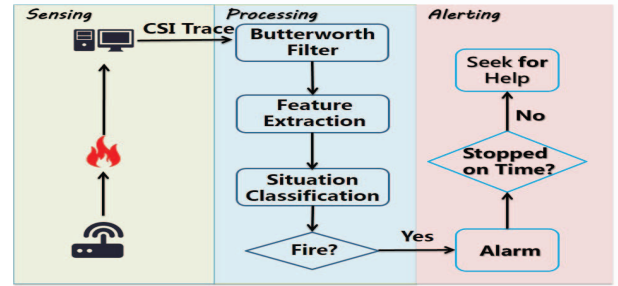 Sensing
Processing
Alerting
CSI Trace
Butterworth
Filter
Feature
Extraction
Situation
Classification
Fire?
Yes
Alarm
Stopped
on Time?
No
Seek for
Help